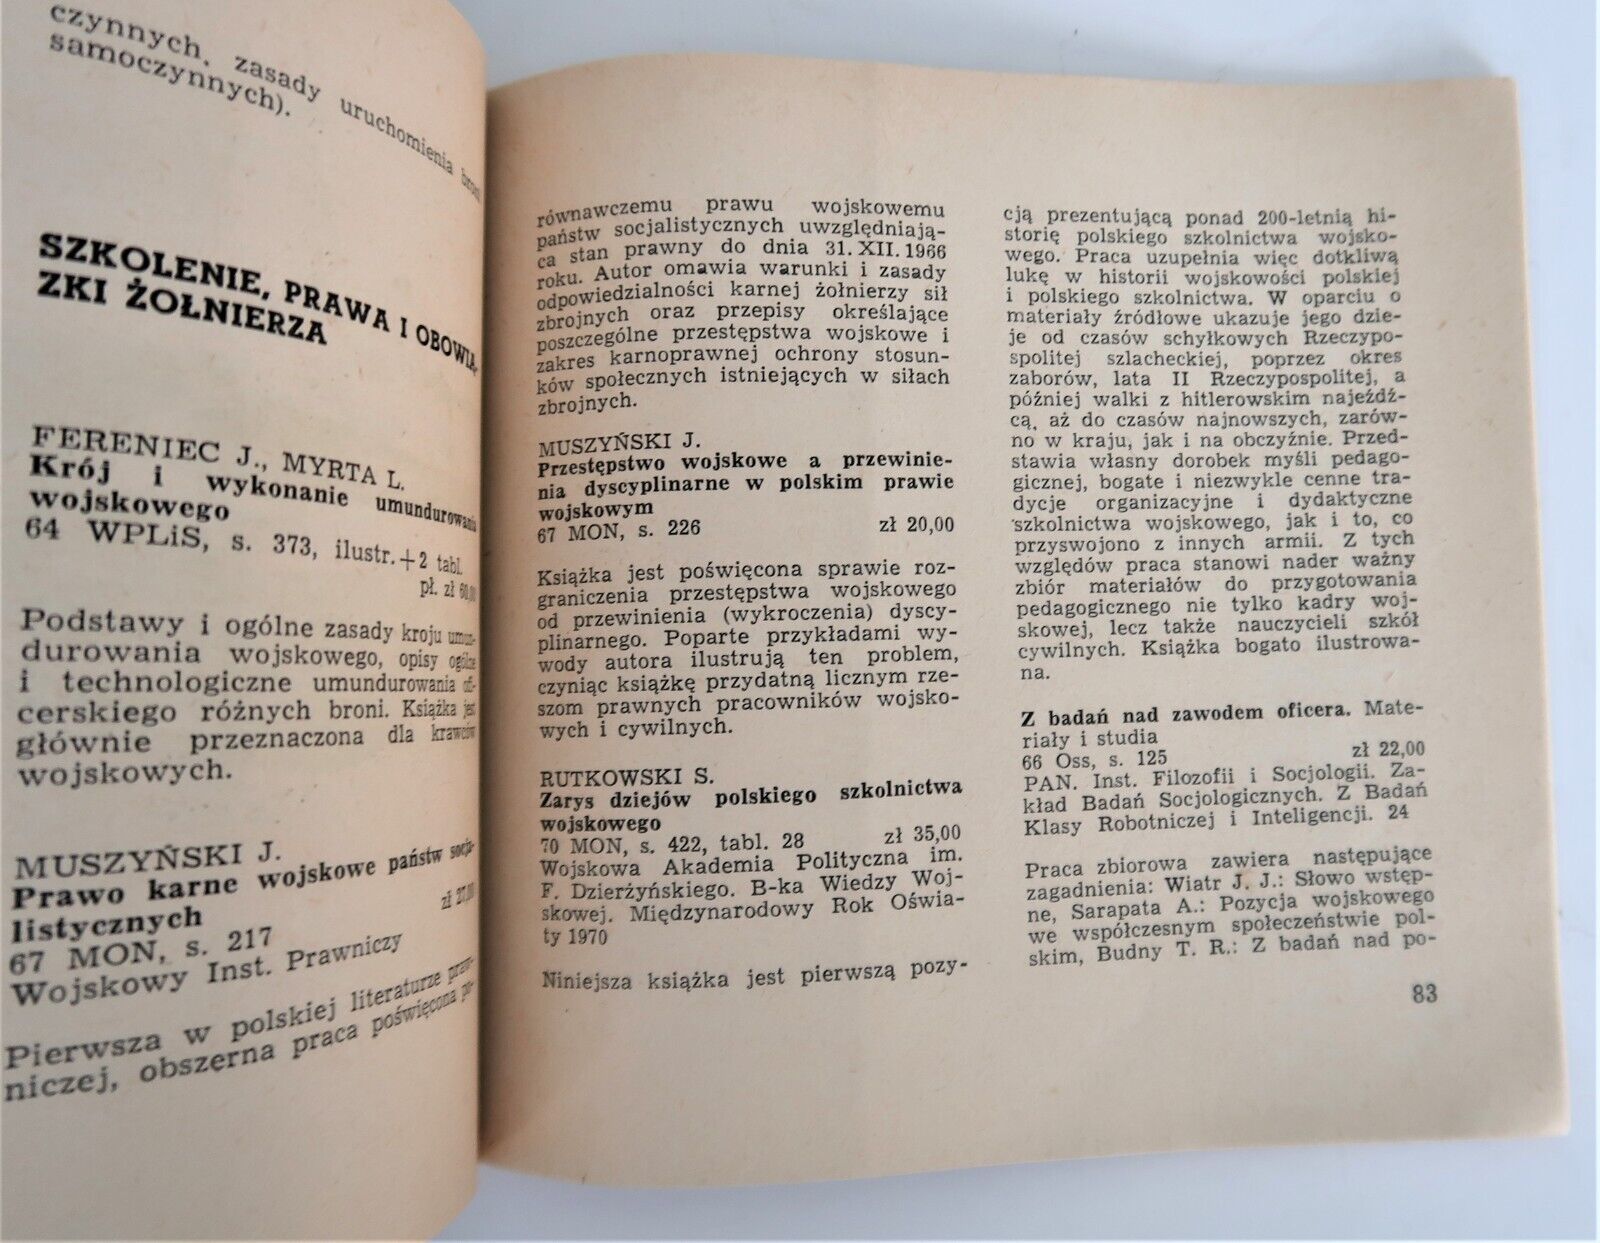 czynnych, zasady uruchomienia broni
samoczynnych).
SZKOLENIE, PRAWA I OBOWIĄ-
ZKI ŻOŁNIERZA
FERENIEC J., MYRTA L.
Krój i wykonanie umundurowania
wojskowego
64 WPLiS, s. 373, ilustr.+2 tabl.
pł. zł 60,00
Podstawy i ogólne zasady kroju umun-
durowania wojskowego, opisy ogólne
i technologiczne umundurowania ofi-
cerskiego różnych broni. Książka jest
głównie przeznaczona dla krawców
wojskowych.
MUSZYŃSKI J.
Prawo karne wojskowe państw socja-
listycznych
zł 27,00
67 MON, s. 217
Wojskowy Inst. Prawniczy
Pierwsza w polskiej literaturze praw-
niczej, obszerna praca poświęcona po-
równawczemu prawu wojskowemu
państw socjalistycznych uwzględniają-
ca stan prawny do dnia 31. XII. 1966
roku. Autor omawia warunki i zasady
odpowiedzialności karnej żołnierzy sił
zbrojnych oraz przepisy określające
poszczególne przestępstwa wojskowe i
zakres karnoprawnej ochrony stosun-
ków społecznych istniejących w siłach
zbrojnych.
MUSZYŃSKI J.
Przestępstwo wojskowe a przewinie-
nia dyscyplinarne w polskim prawie
wojskowym
67 MON, s. 226 zł 20,00
Książka jest poświęcona sprawie roz-
graniczenia przestępstwa wojskowego
od przewinienia (wykroczenia) dyscy-
plinarnego. Poparte przykładami wy-
wody autora ilustrują ten problem,
czyniąc książkę przydatną licznym rze-
szom prawnych pracowników wojsko-
wych i cywilnych.
RUTKOWSKI S.
Zarys dziejów polskiego szkolnictwa
wojskowego
70 MON, s. 422, tabl. 28 zł 35,00
Wojskowa Akademia Polityczna im.
F. Dzierżyńskiego. B-ka Wiedzy Woj-
skowej. Międzynarodowy Rok Oświa-
ty 1970
Niniejsza książka jest pierwszą pozy-
cją prezentującą ponad 200-letnią hi-
storię polskiego szkolnictwa wojsko-
wego. Praca uzupełnia więc dotkliwą
lukę w historii wojskowości polskiej
i polskiego szkolnictwa. W oparciu o
materiały źródłowe ukazuje jego dzie-
je od czasów schyłkowych Rzeczypo-
spolitej szlacheckiej, poprzez okres
zaborów, lata II Rzeczypospolitej, a
później walki z hitlerowskim najeźdź-
cą, aż do czasów najnowszych, zarów-
no w kraju, jak i na obczyźnie. Przed-
stawia własny dorobek myśli pedago-
gicznej, bogate i niezwykle cenne tra-
dycje organizacyjne i dydaktyczne
szkolnictwa wojskowego, jak i to, co
przyswojono z innych armii. Z tych
względów praca stanowi nader ważny
zbiór materiałów do przygotowania
pedagogicznego nie tylko kadry woj-
skowej, lecz także nauczycieli szkół
cywilnych. Książka bogato ilustrowa-
na.
Z badań nad zawodem oficera. Mate-
riały i studia
66 Oss, s. 125 zł 22,00
PAN. Inst. Filozofii i Socjologii. Za-
kład Badań Socjologicznych. Z Badań
Klasy Robotniczej i Inteligencji. 24
Praca zbiorowa zawiera następujące
zagadnienia: Wiatr J. J.: Słowo wstęp-
ne, Sarapata A.: Pozycja wojskowego
we współczesnym społeczeństwie pol-
skim, Budny T. R.: Z badań nad po-
83